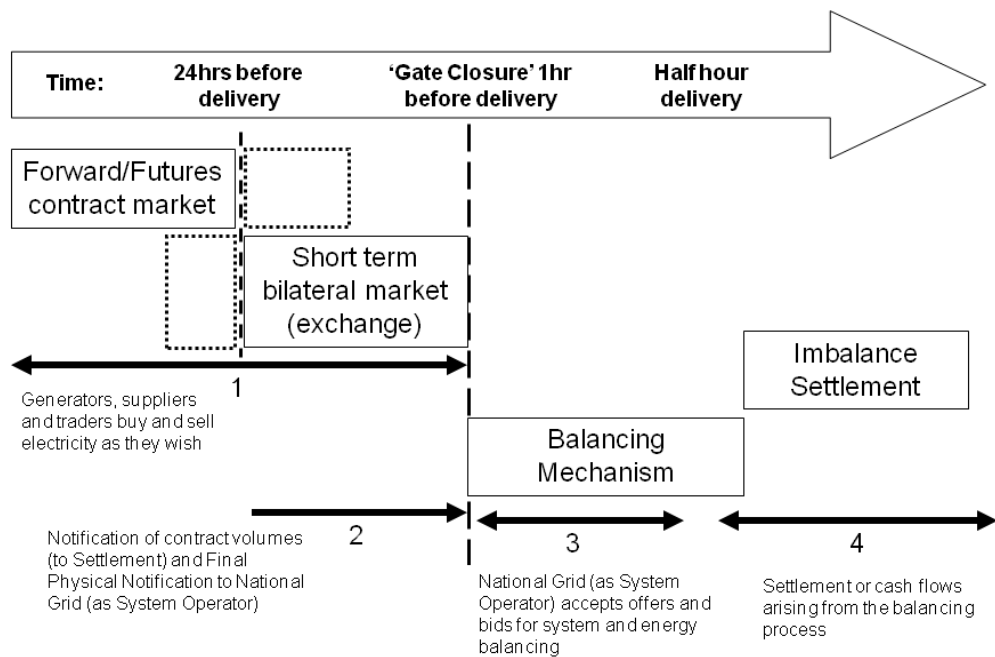 Time:
24hrs before
delivery
‘Gate Closure’ 1hr
before delivery
Half hour
delivery
Forward/Futures
contract market
Short term
bilateral market
(exchange)
1
Generators, suppliers
and traders buy and sell
electricity as they wish
Imbalance
Settlement
Balancing
Mechanism
2
Notification of contract volumes
(to Settlement) and Final
Physical Notification to National
Grid (as System Operator)
3
National Grid (as System
Operator) accepts offers and
bids for system and energy
balancing
4
Settlement or cash flows
arising from the balancing
process